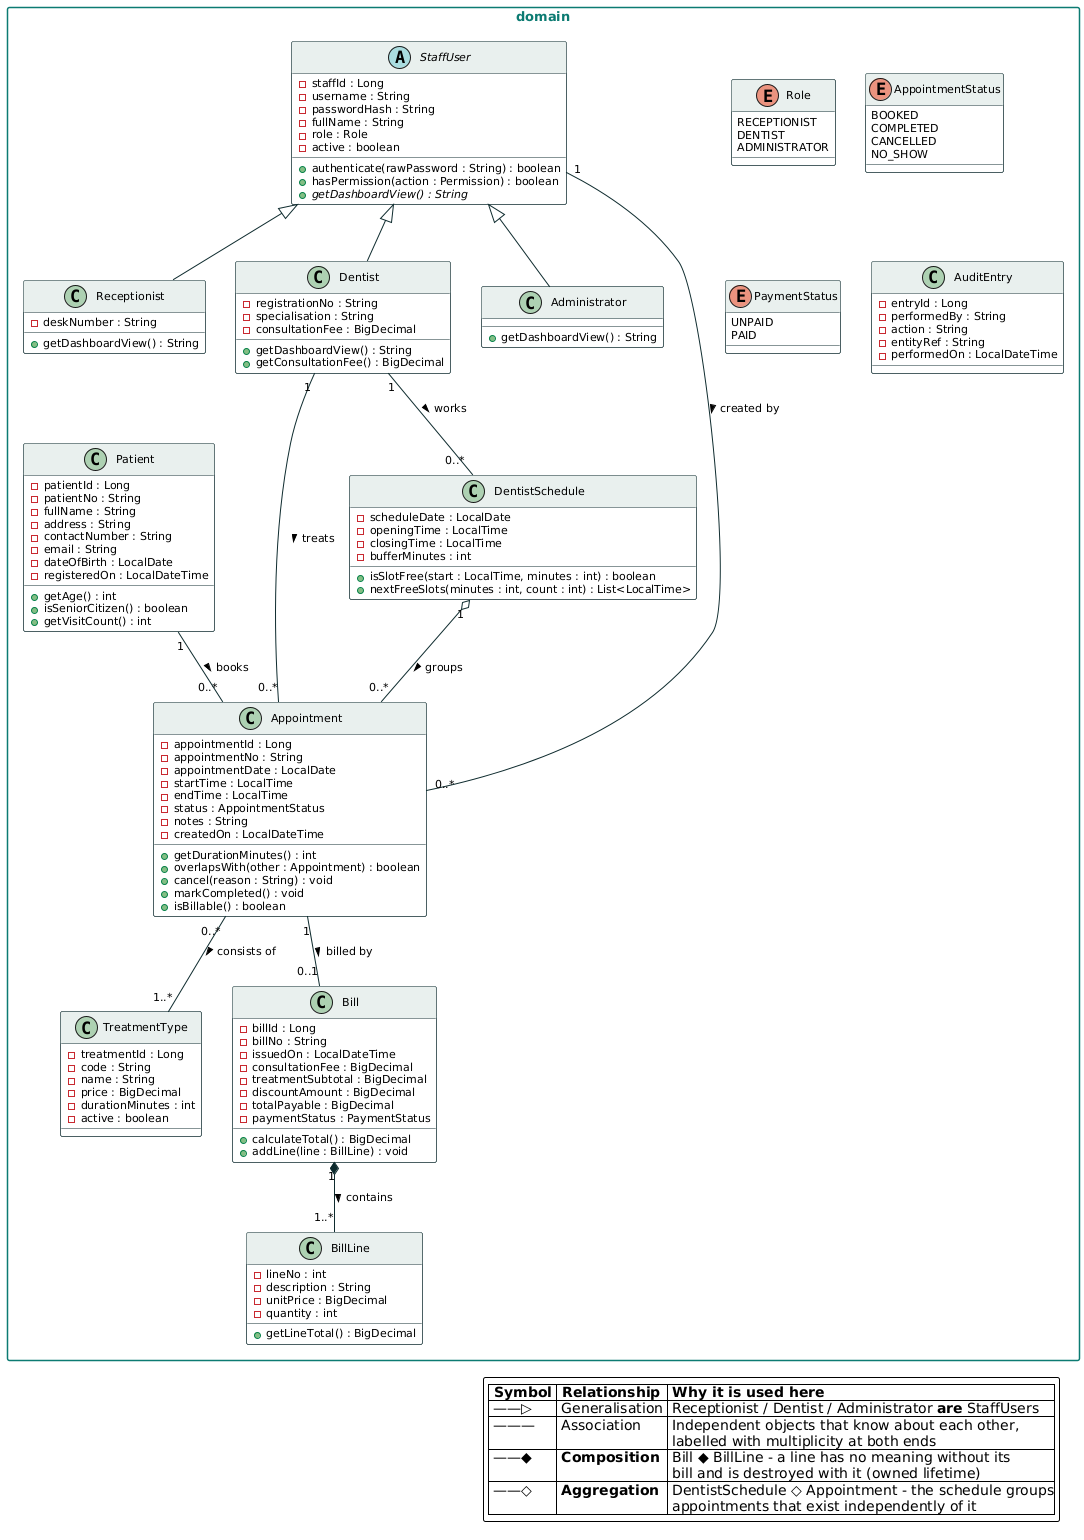 domain
A StaffUser
staffId : Long
username : String
passwordHash : String
fullName : String
role : Role
active : boolean
authenticate(rawPassword : String) : boolean
hasPermission(action : Permission) : boolean
getDashboardView() : String
E Role
RECEPTIONIST
DENTIST
ADMINISTRATOR
E AppointmentStatus
BOOKED
COMPLETED
CANCELLED
NO_SHOW
1
C Receptionist
deskNumber : String
getDashboardView() : String
C Dentist
registrationNo : String
specialisation : String
consultationFee : BigDecimal
getDashboardView() : String
getConsultationFee() : BigDecimal
C Administrator
getDashboardView() : String
E PaymentStatus
UNPAID
PAID
C AuditEntry
entryId : Long
performedBy : String
action : String
entityRef : String
performedOn : LocalDateTime
1
1
works
created by
0..*
C Patient
patientId : Long
patientNo : String
fullName : String
address : String
contactNumber : String
email : String
dateOfBirth : LocalDate
registeredOn : LocalDateTime
getAge() : int
isSeniorCitizen() : boolean
getVisitCount() : int
treats
C DentistSchedule
scheduleDate : LocalDate
openingTime : LocalTime
closingTime : LocalTime
bufferMinutes : int
isSlotFree(start : LocalTime, minutes : int) : boolean
nextFreeSlots(minutes : int, count : int) : List<LocalTime>
1
1
books
groups
0..*
0..*
0..*
C Appointment
appointmentId : Long
appointmentNo : String
appointmentDate : LocalDate
startTime : LocalTime
endTime : LocalTime
status : AppointmentStatus
notes : String
createdOn : LocalDateTime
getDurationMinutes() : int
overlapsWith(other : Appointment) : boolean
cancel(reason : String) : void
markCompleted() : void
isBillable() : boolean
0..*
0..*
1
consists of
billed by
1..*
0..1
C TreatmentType
treatmentId : Long
code : String
name : String
price : BigDecimal
durationMinutes : int
active : boolean
C Bill
billId : Long
billNo : String
issuedOn : LocalDateTime
consultationFee : BigDecimal
treatmentSubtotal : BigDecimal
discountAmount : BigDecimal
totalPayable : BigDecimal
paymentStatus : PaymentStatus
calculateTotal() : BigDecimal
addLine(line : BillLine) : void
1
contains
1..*
C BillLine
lineNo : int
description : String
unitPrice : BigDecimal
quantity : int
getLineTotal() : BigDecimal
Symbol Relationship Why it is used here
——▷ Generalisation Receptionist / Dentist / Administrator are StaffUsers
——— Association Independent objects that know about each other,
labelled with multiplicity at both ends
——◆ Composition Bill ◆ BillLine - a line has no meaning without its
bill and is destroyed with it (owned lifetime)
——◇ Aggregation DentistSchedule ◇ Appointment - the schedule groups
appointments that exist independently of it